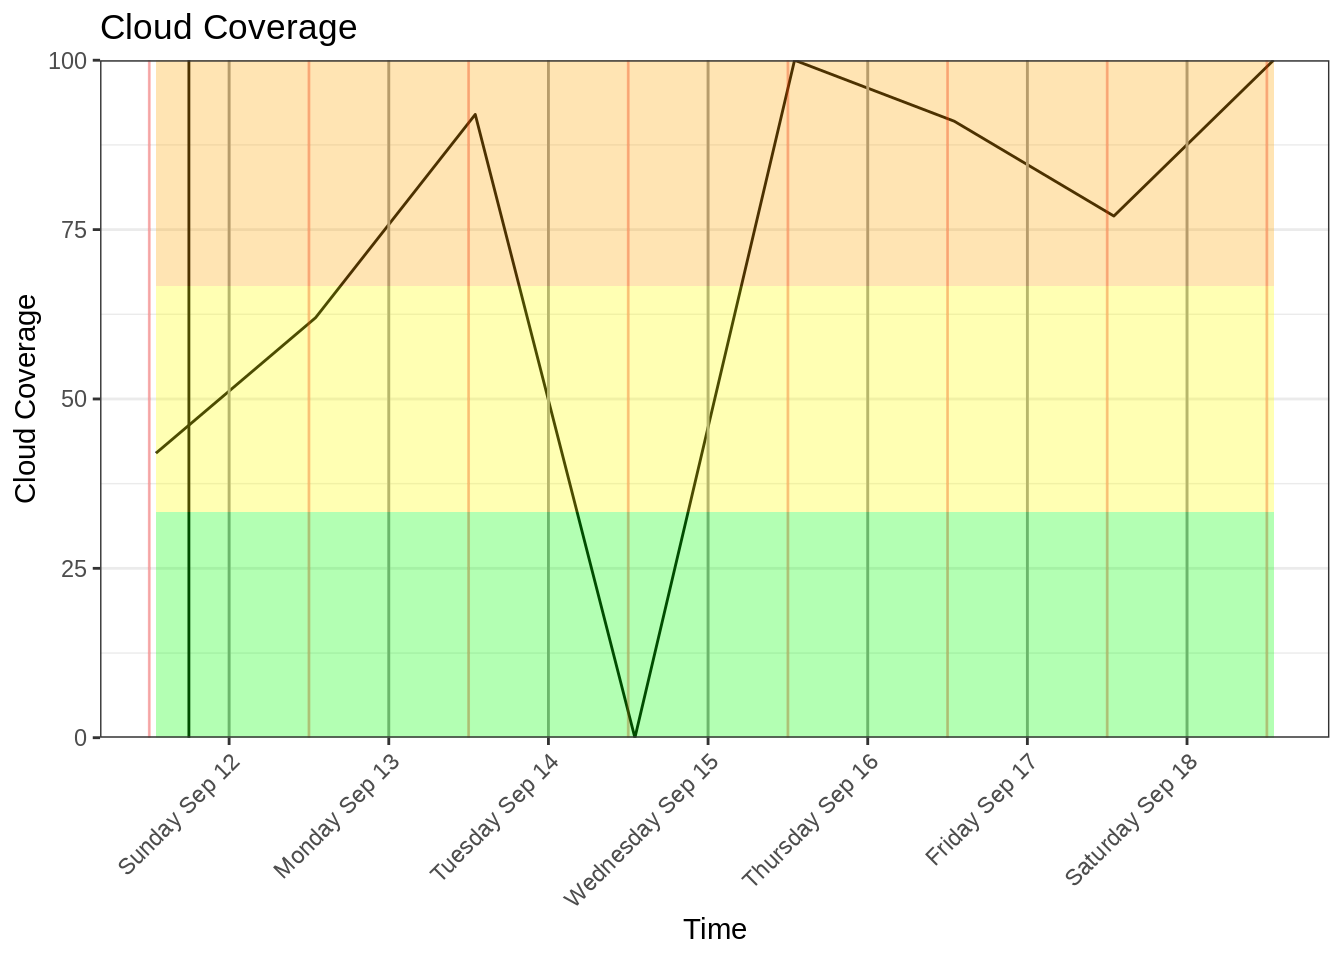 Cloud Coverage
Cloud Coverage
100
75
50
25
0
Sunday Sep 12
Monday Sep 13
Tuesday Sep 14
Wednesday Sep 15
Thursday Sep 16
Friday Sep 17
Saturday Sep 18
Time